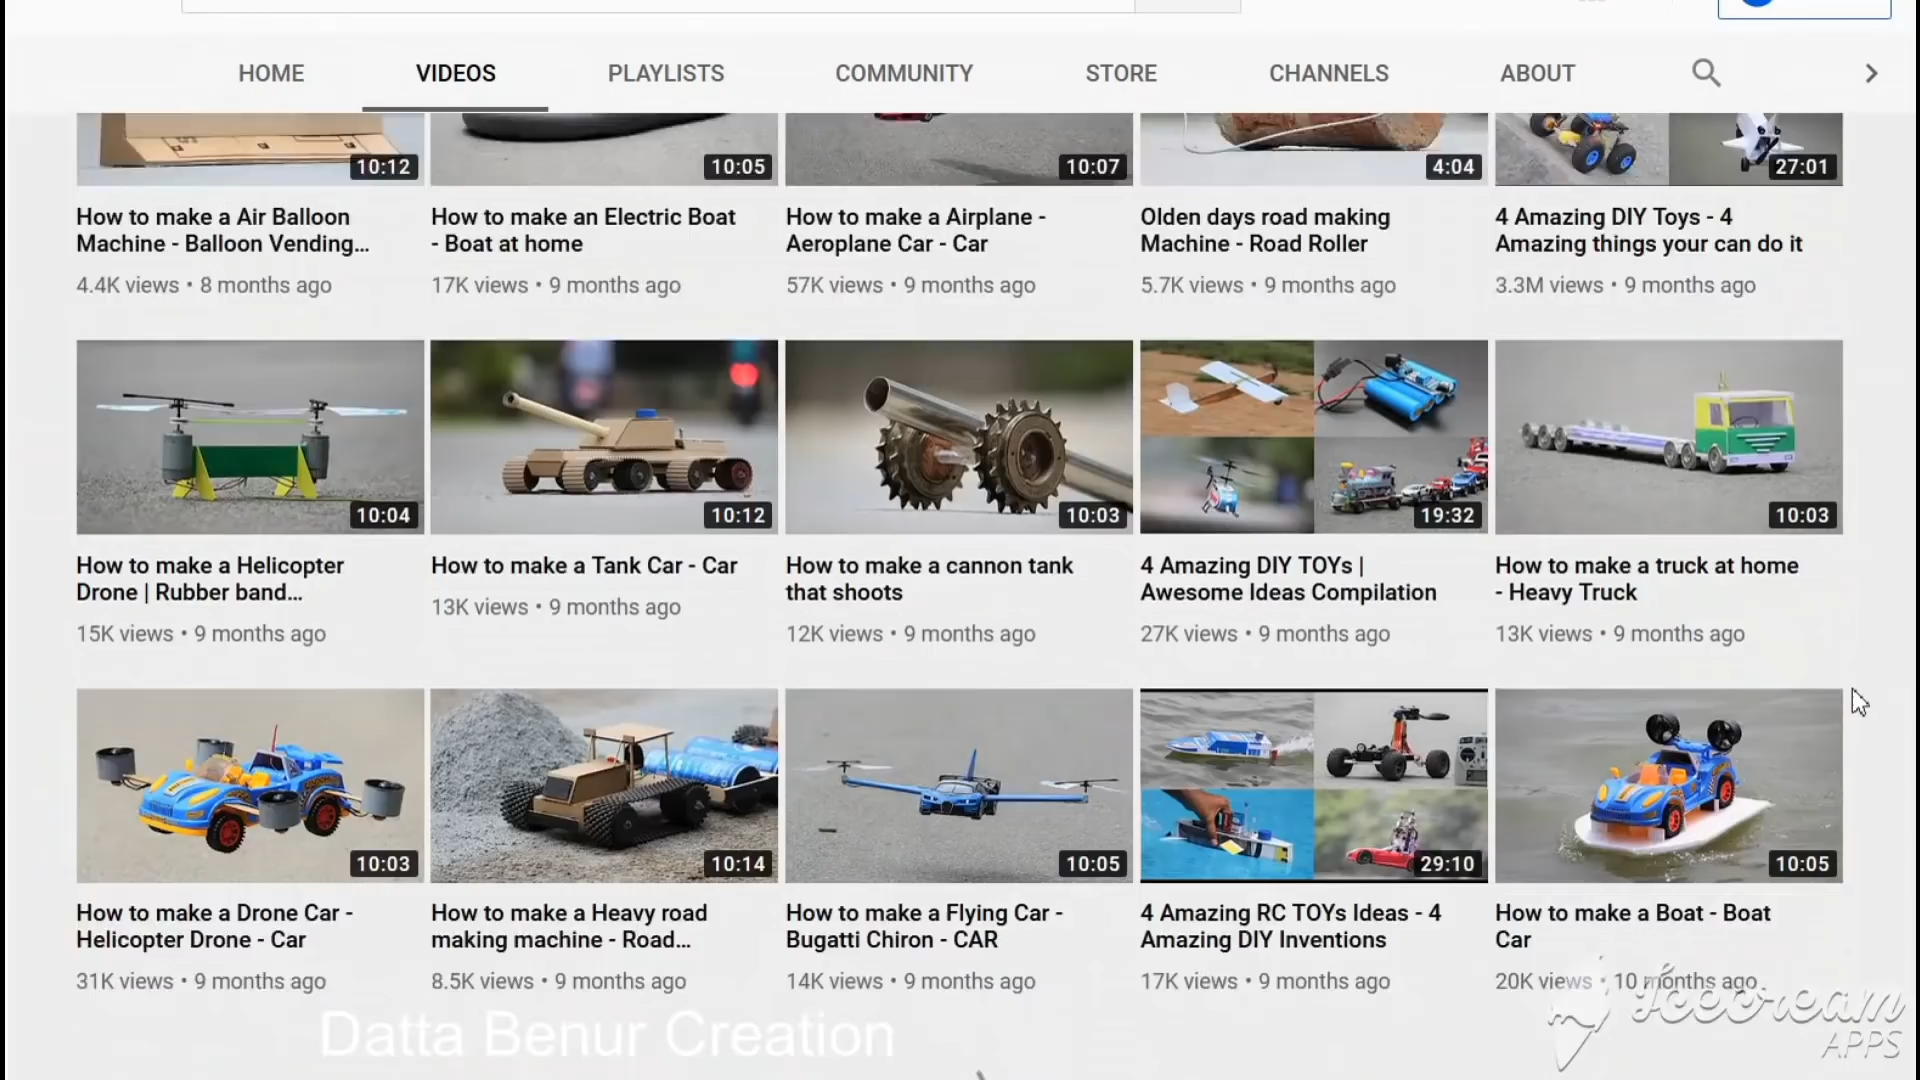 HOME VIDEOS PLAYLISTS COMMUNITY STORE CHANNELS ABOUT
10:12 10:05 10:07 4:04 27:01
How to make a Air Balloon
Machine - Balloon Vending...
4.4K views • 8 months ago
How to make an Electric Boat
- Boat at home
17K views • 9 months ago
How to make a Airplane -
Aeroplane Car - Car
57K views • 9 months ago
Olden days road making
Machine - Road Roller
5.7K views • 9 months ago
4 Amazing DIY Toys - 4
Amazing things your can do it
3.3M views • 9 months ago
10:04 10:12 10:03 19:32 10:03
How to make a Helicopter
Drone | Rubber band...
15K views • 9 months ago
How to make a Tank Car - Car
13K views • 9 months ago
How to make a cannon tank
that shoots
12K views • 9 months ago
4 Amazing DIY TOYs |
Awesome Ideas Compilation
27K views • 9 months ago
How to make a truck at home
- Heavy Truck
13K views • 9 months ago
10:03 10:14 10:05 29:10 10:05
How to make a Drone Car -
Helicopter Drone - Car
31K views • 9 months ago
How to make a Heavy road
making machine - Road...
8.5K views • 9 months ago
How to make a Flying Car -
Bugatti Chiron - CAR
14K views • 9 months ago
4 Amazing RC TOYs Ideas - 4
Amazing DIY Inventions
17K views • 9 months ago
How to make a Boat - Boat
Car
20K views • 10 months ago
Datta Benur Creation
Icecream
APPS